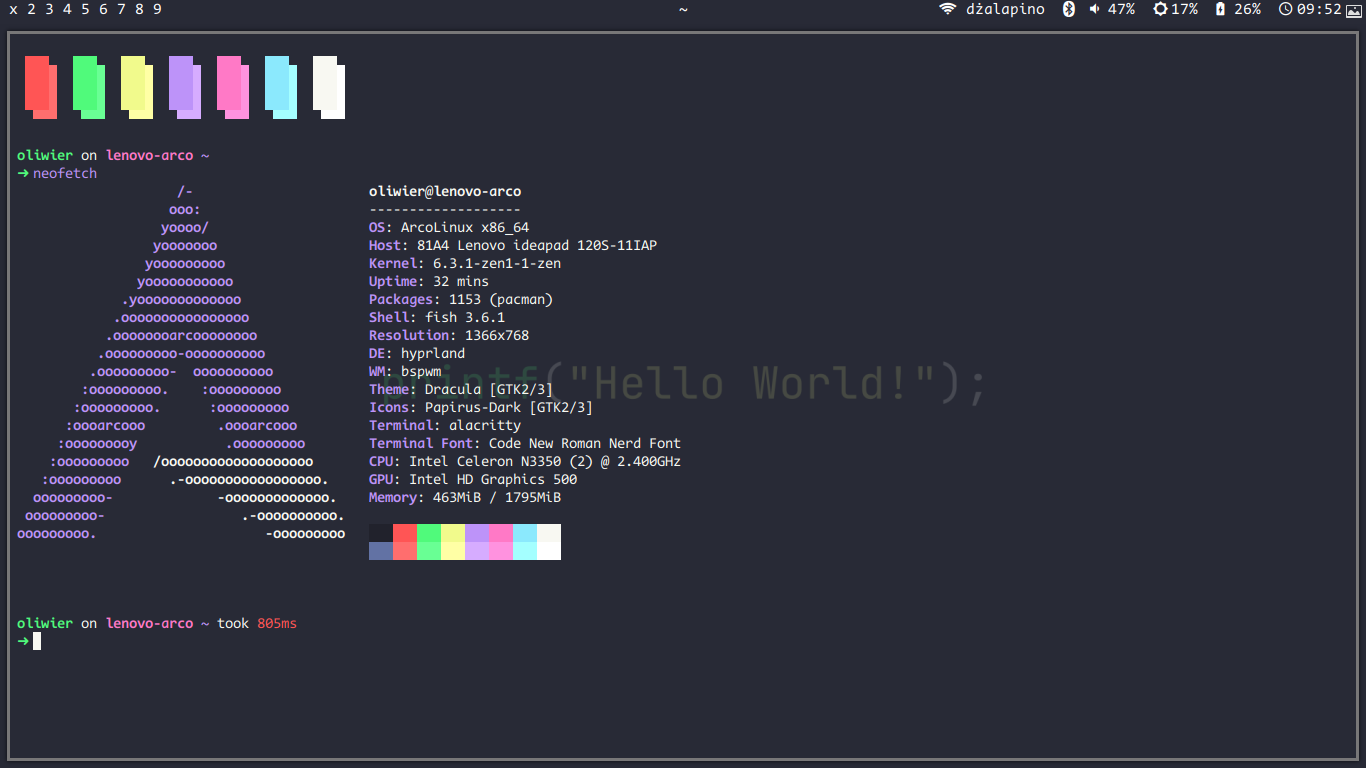 x 2 3 4 5 6 7 8 9 ~ dżalapino 47% 17% 26% 09:52
oliwier on lenovo-arco ~
➜ neofetch
/- oliwier@lenovo-arco
ooo: -------------------
yoooo/ OS: ArcoLinux x86_64
yooooooo Host: 81A4 Lenovo ideapad 120S-11IAP
yooooooooo Kernel: 6.3.1-zen1-1-zen
yooooooooooo Uptime: 32 mins
.yooooooooooooo Packages: 1153 (pacman)
.ooooooooooooooo Shell: fish 3.6.1
.ooooooooarcoooooooo Resolution: 1366x768
.ooooooooo-oooooooooo DE: hyprland
.ooooooooo-  oooooooooo WM: bspwm
printf("Hello World!");
:ooooooooo.    :ooooooooo Theme: Dracula [GTK2/3]
:ooooooooo.      :ooooooooo Icons: Papirus-Dark [GTK2/3]
:oooarcooo         .oooarcooo Terminal: alacritty
:ooooooooy           .ooooooooo Terminal Font: Code New Roman Nerd Font
:ooooooooo   /ooooooooooooooooooo CPU: Intel Celeron N3350 (2) @ 2.400GHz
:ooooooooo      .-ooooooooooooooooo. GPU: Intel HD Graphics 500
ooooooooo-             -ooooooooooooo. Memory: 463MiB / 1795MiB
ooooooooo-                 .-oooooooooo.
ooooooooo.                     -ooooooooo
oliwier on lenovo-arco ~ took 805ms
➜